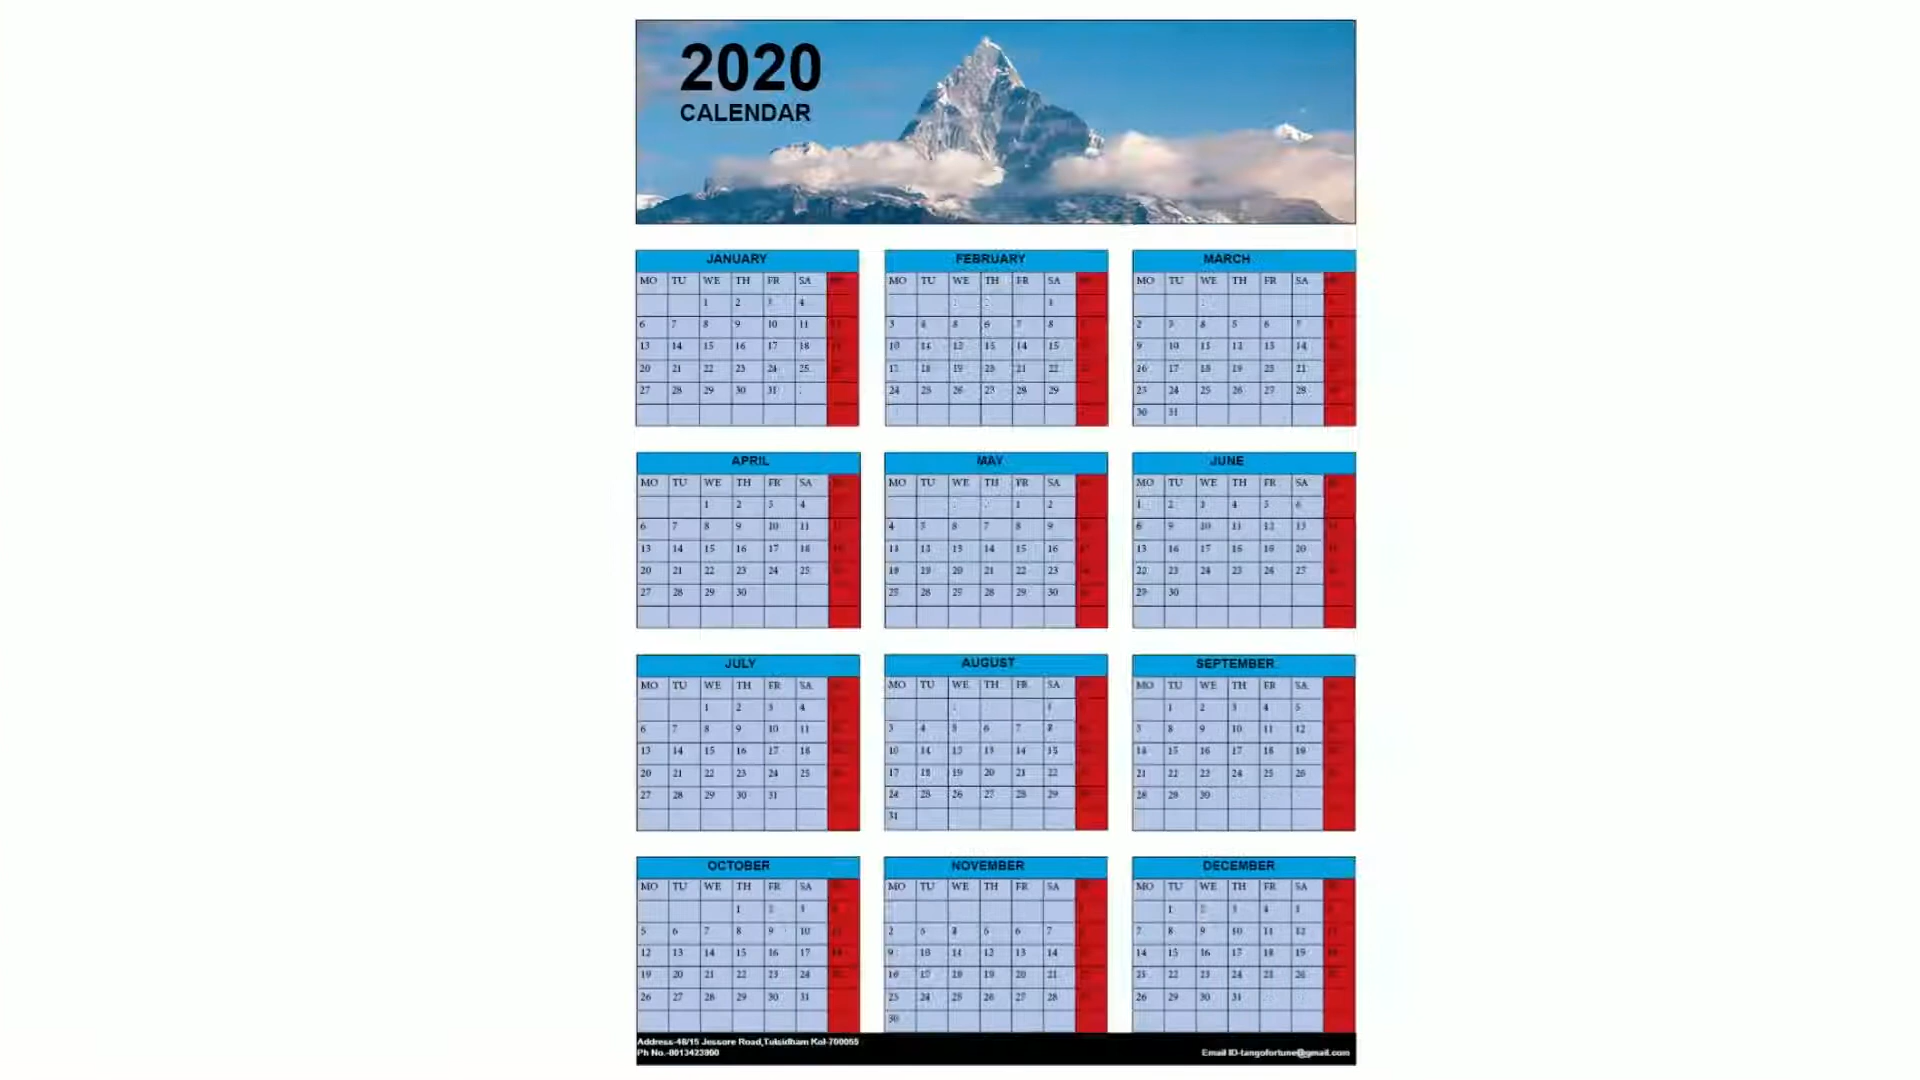 2020
CALENDAR
JANUARY
MO TU WE TH FR SA
1 2 3 4
6 7 8 9 10 11
13 14 15 16 17 18
20 21 22 23 24 25
27 28 29 30 31
FEBRUARY
MO TU WE TH FR SA
3 4 5 6 7 8
10 11 12 13 14 15
17 18 19 20 21 22
24 25 26 27 28 29
MARCH
MO TU WE TH FR SA
2 3 4 5 6 7
9 10 11 12 13 14
16 17 18 19 20 21
23 24 25 26 27 28
30 31
APRIL
MO TU WE TH FR SA
1 2 3 4
6 7 8 9 10 11
13 14 15 16 17 18
20 21 22 23 24 25
27 28 29 30
MAY
MO TU WE TH FR SA
1 2
4 5 6 7 8 9
11 12 13 14 15 16
18 19 20 21 22 23
25 26 27 28 29 30
JUNE
MO TU WE TH FR SA
1 2 3 4 5 6
8 9 10 11 12 13
16 17 18 19 20
22 23 24 25 26 27
29 30
JULY
MO TU WE TH FR SA
1 2 3 4
6 7 8 9 10 11
13 14 15 16 17 18
20 21 22 23 24 25
27 28 29 30 31
AUGUST
MO TU WE TH FR SA
3 4 5 6 7 8
10 11 12 13 14 15
17 18 19 20 21 22
24 25 26 27 28 29
31
SEPTEMBER
MO TU WE TH FR SA
1 2 3 4 5
8 9 10 11 12
14 15 16 17 18 19
21 22 23 24 25 26
28 29 30
OCTOBER
MO TU WE TH FR SA
1 2 3
5 6 7 8 9 10
12 13 14 15 16 17
19 20 21 22 23 24
26 27 28 29 30 31
NOVEMBER
MO TU WE TH FR SA
2 5 6 7
9 10 11 12 13 14
16 17 18 19 20 21
23 24 25 26 27 28
30
DECEMBER
MO TU WE TH FR SA
1 2 3 4 5
7 8 9 10 11 12
14 15 16 17 18 19
21 22 23 24 25 26
29 30 31
Address-48/15 Jessore Road,Tulsidham Kol-700055
Ph No.-8013423960
Email ID-tangofortune@gmail.com